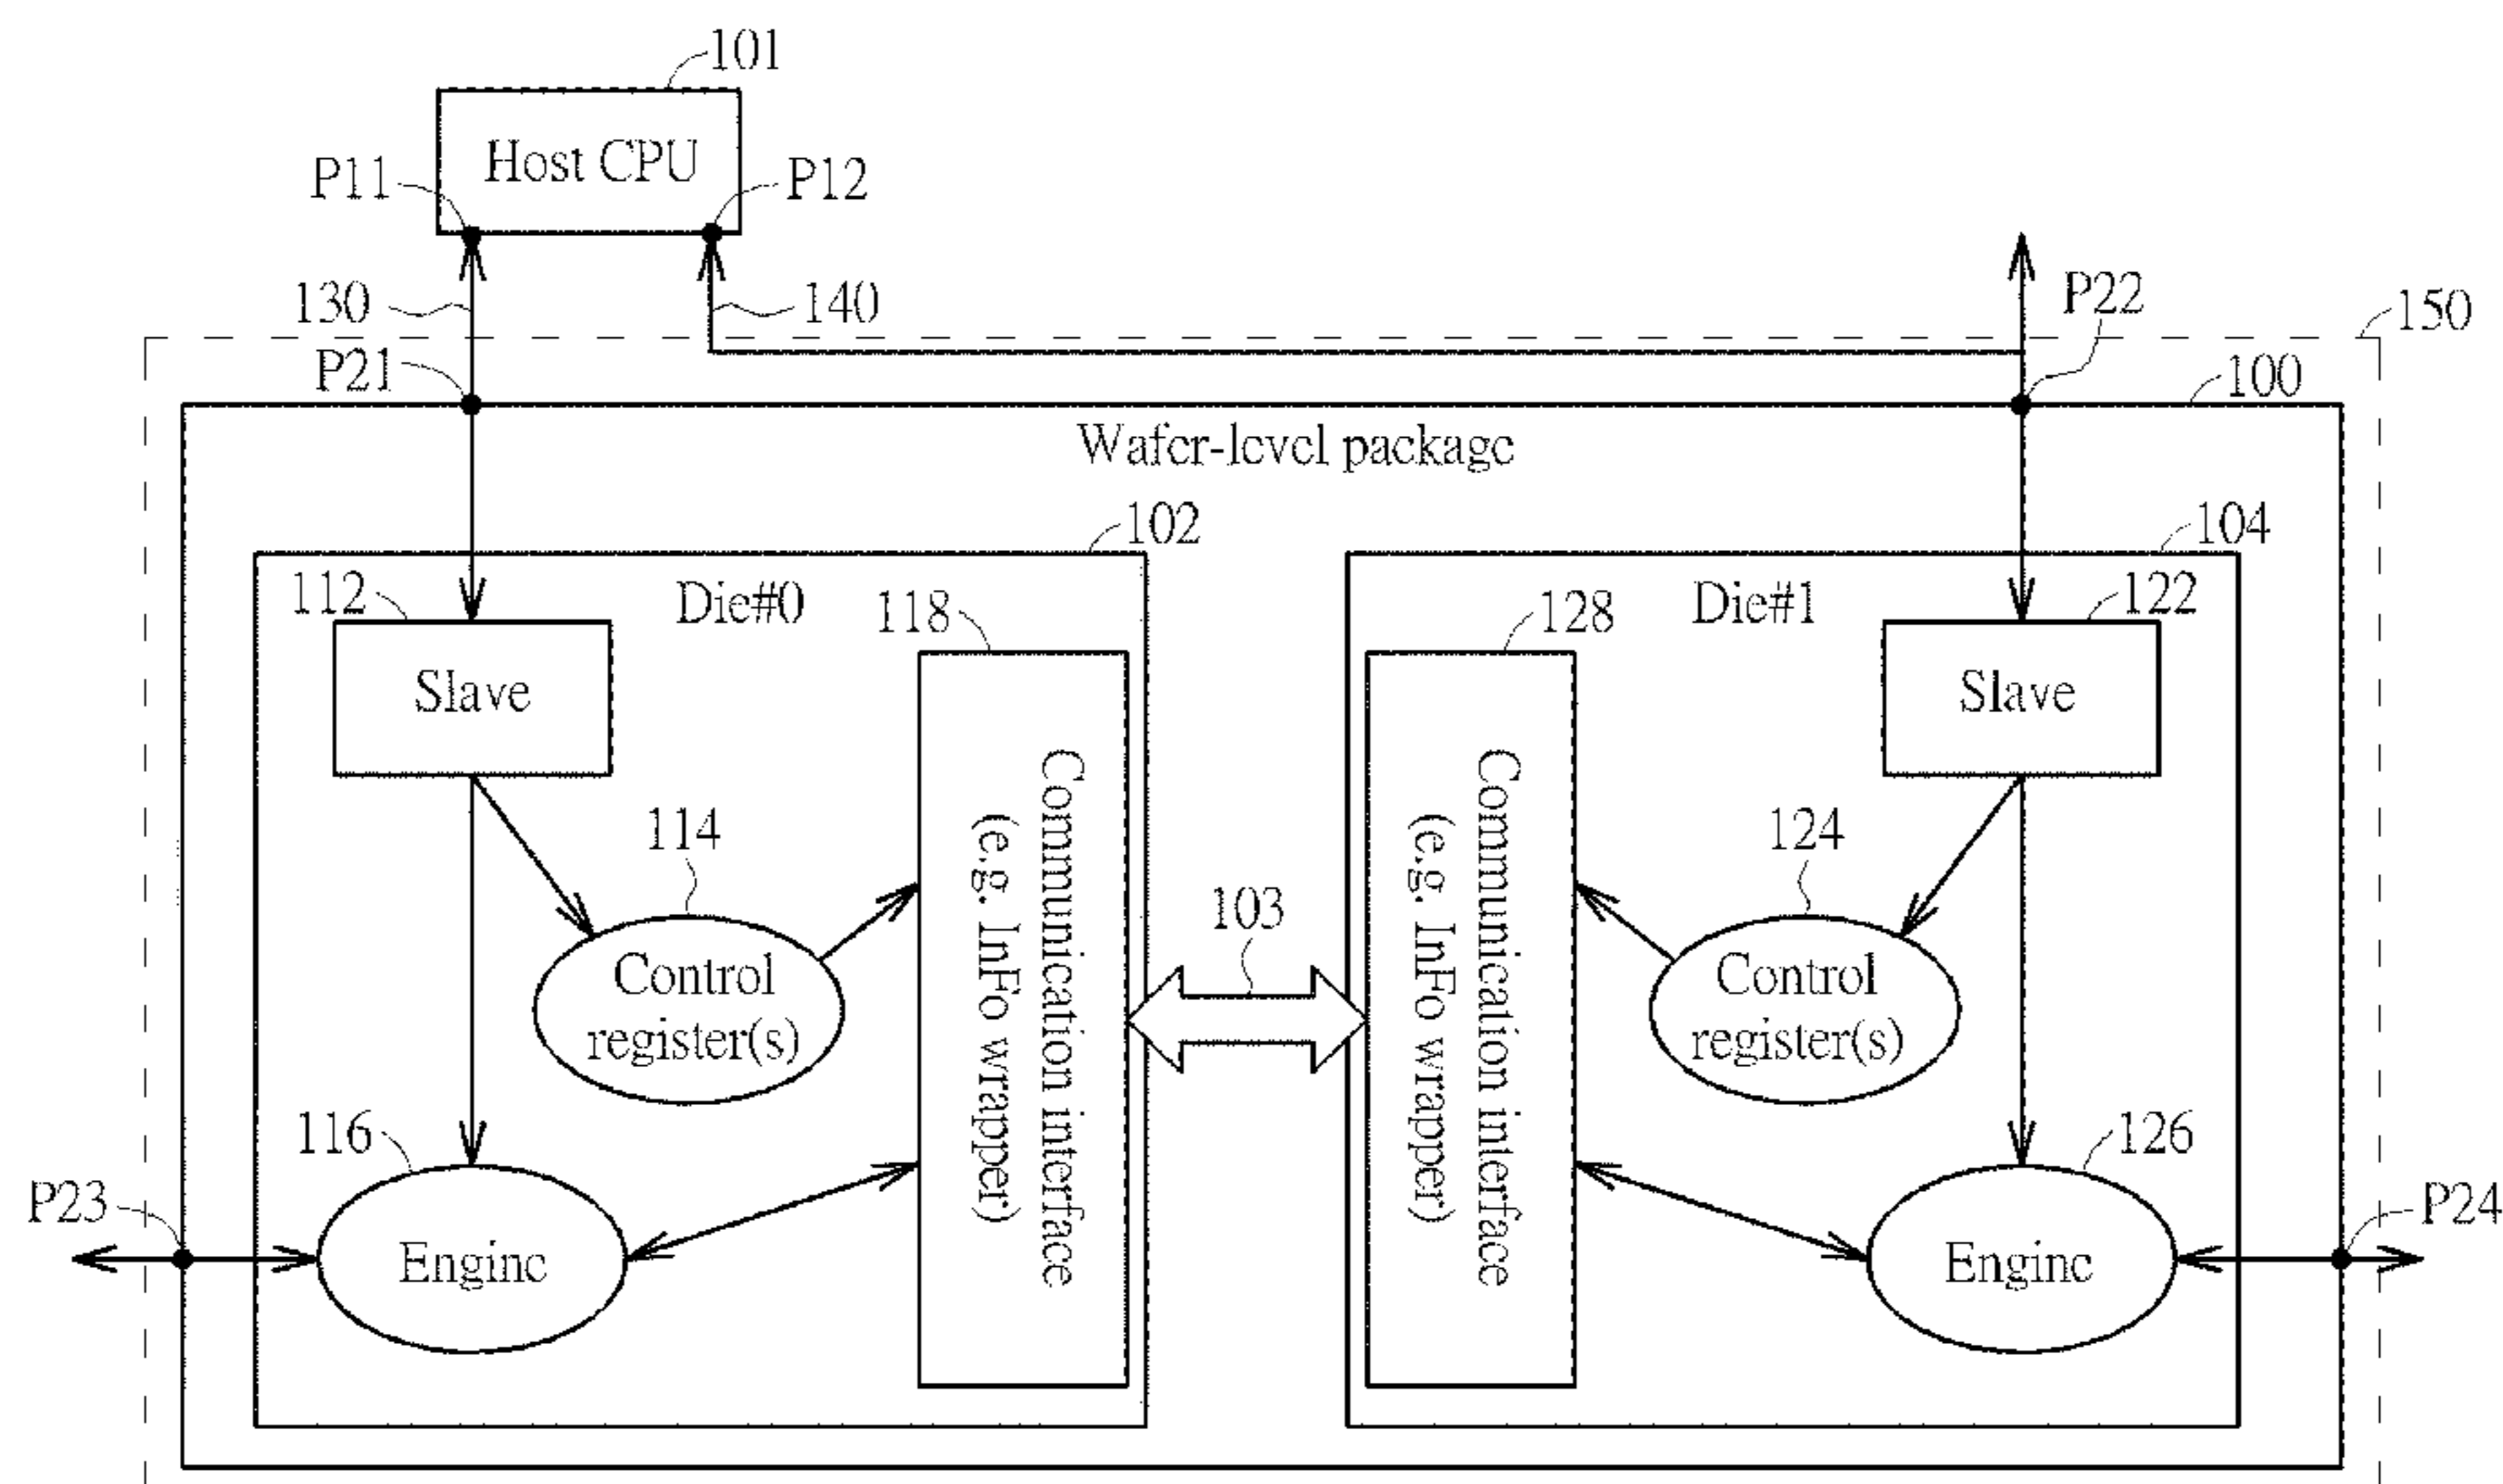 101
Host CPU
P11
P12
130
140
P22
150
P21
100
Wafer-level package
102
104
112
Die#0
118
128
Die#1
122
Slave
Slave
Communication interface
(e.g. InFo wrapper)
Communication interface
(e.g. InFo wrapper)
114
124
103
Control
register(s)
Control
register(s)
116
126
P23
P24
Engine
Engine